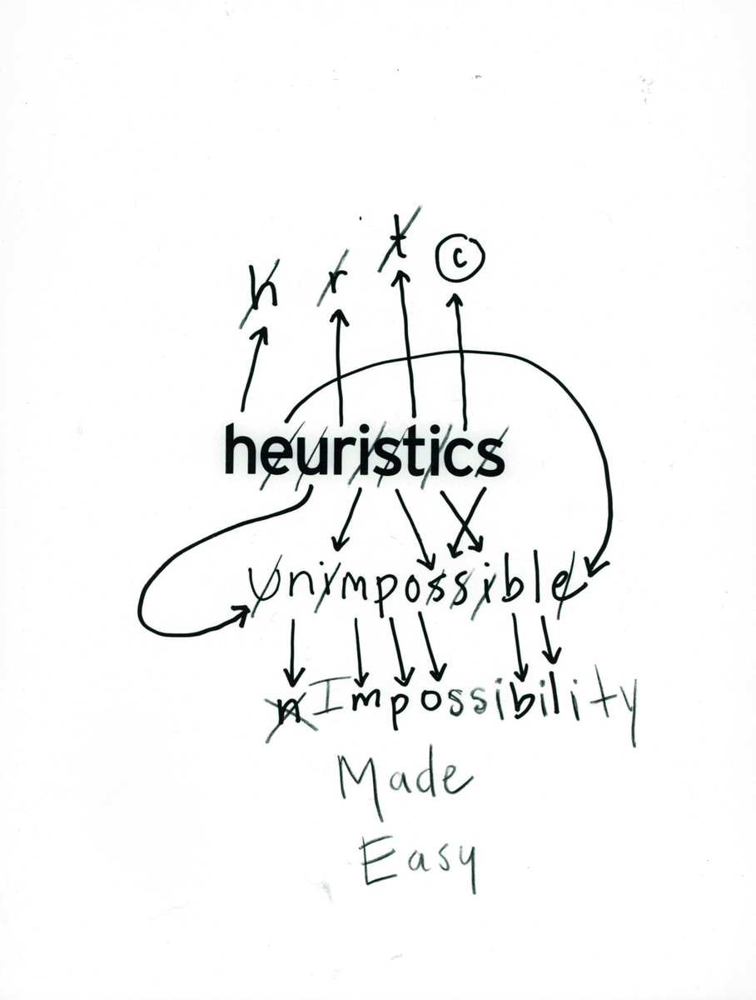 h r t c
heuristics
Unimpossible
nImpossibility
Made
Easy